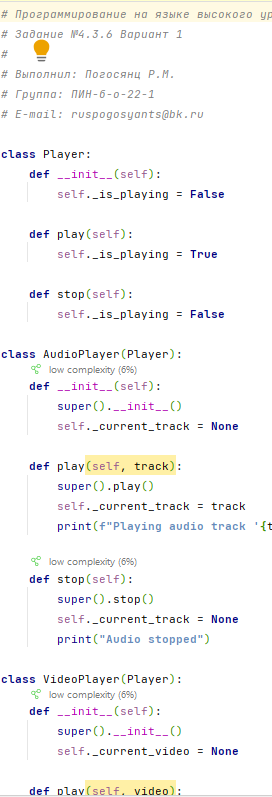 # Программирование на языке высокого
# Задание №4.3.6 Вариант 1
#
# Выполнил: Погосянц Р.М.
# Группа: ПИН-б-о-22-1
# E-mail: ruspogosyants@bk.ru
class Player:
def __init__(self):
self._is_playing = False
def play(self):
self._is_playing = True
def stop(self):
self._is_playing = False
class AudioPlayer(Player):
low complexity (6%)
def __init__(self):
super().__init__()
self._current_track = None
def play(self, track):
super().play()
self._current_track = track
print(f"Playing audio track '{t
low complexity (6%)
def stop(self):
super().stop()
self._current_track = None
print("Audio stopped")
class VideoPlayer(Player):
low complexity (6%)
def __init__(self):
super().__init__()
self._current_video = None
def play(self, video):